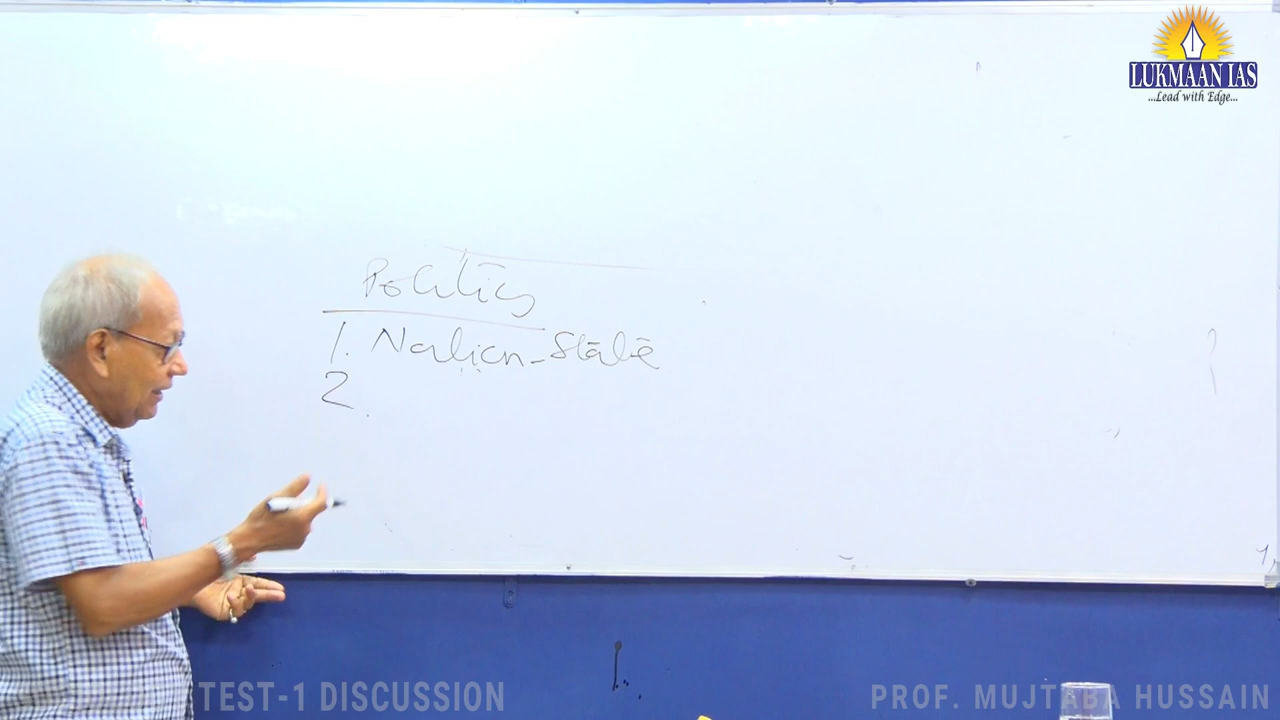 LUKMAAN IAS
...Lead with Edge...
Politics
1. Nation-State
2.
TEST-1 DISCUSSION
PROF. MUJTABA HUSSAIN